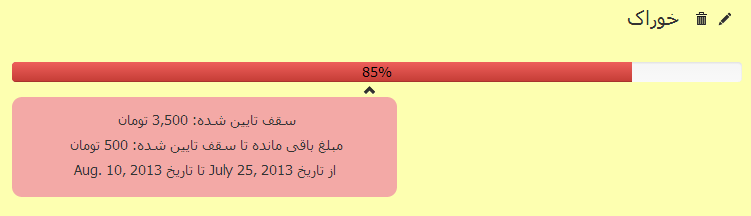 خوراک
85%
سقف تایین شده: 3,500 تومان
مبلغ باقی مانده تا سقف تایین شده: 500 تومان
از تاریخ July 25, 2013 تا تاریخ Aug. 10, 2013